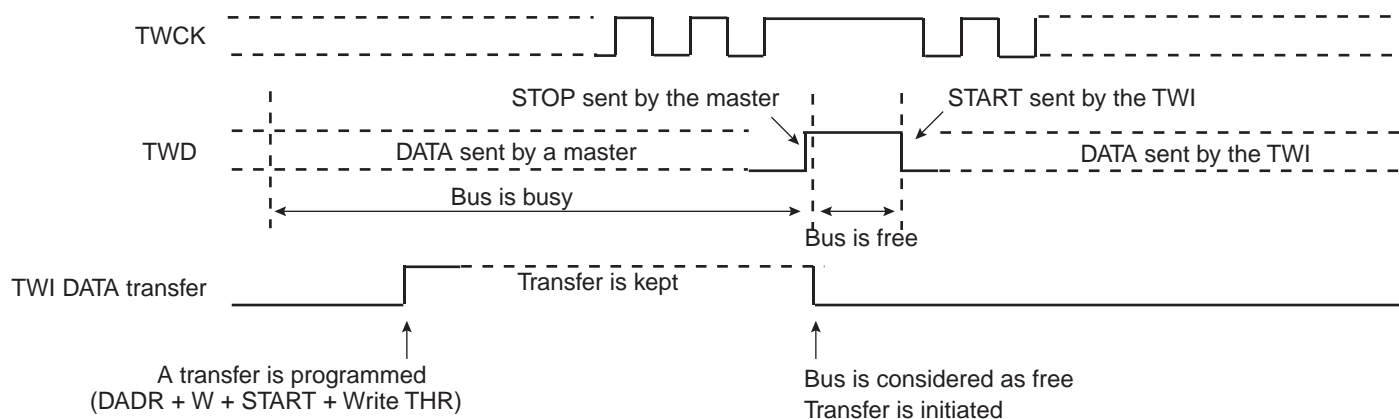 TWCK
STOP sent by the master
START sent by the TWI
TWD
DATA sent by a master
DATA sent by the TWI
Bus is busy
Bus is free
TWI DATA transfer
Transfer is kept
A transfer is programmed
(DADR + W + START + Write THR)
Bus is considered as free
Transfer is initiated